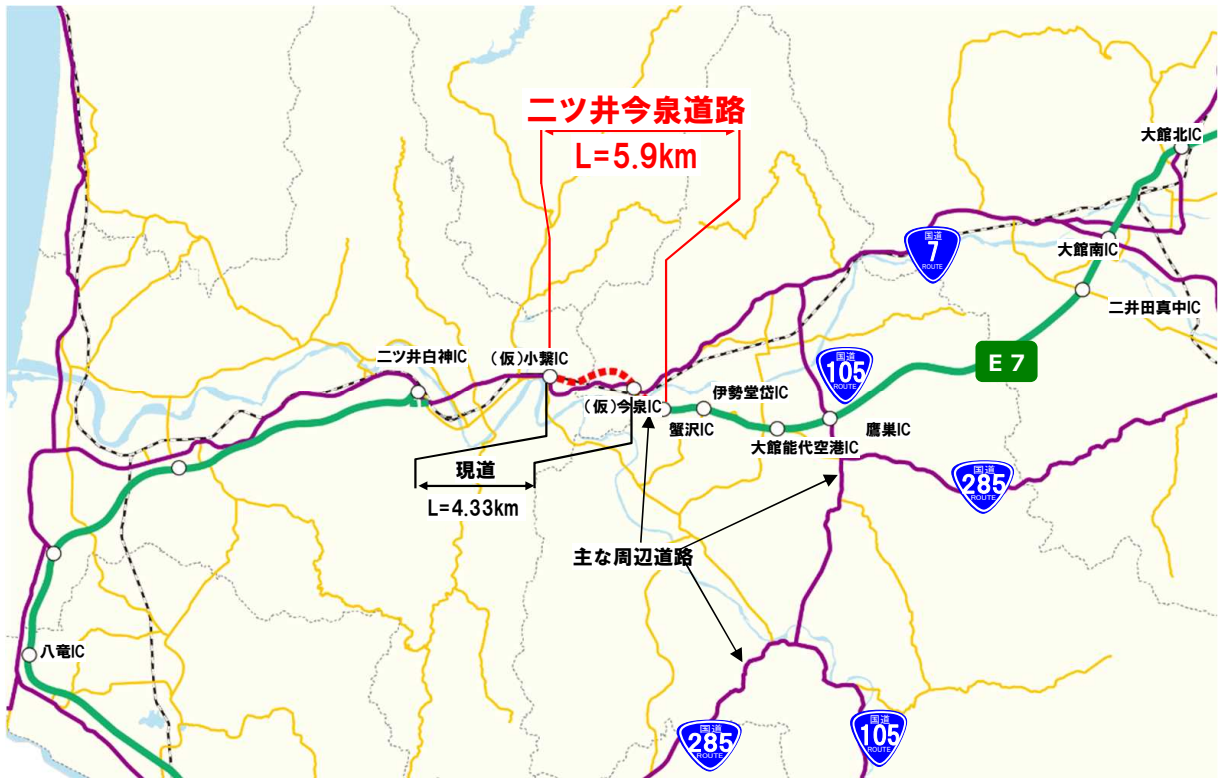 二ツ井今泉道路
L=5.9km
大館北IC
国道
7
ROUTE
大館南IC
二井田真中IC
E 7
国道
105
ROUTE
二ツ井白神IC
(仮)小繋IC
伊勢堂岱IC
(仮)今泉IC
蟹沢IC
鷹巣IC
大館能代空港IC
現道
L=4.33km
国道
285
ROUTE
主な周辺道路
八竜IC
国道
285
ROUTE
国道
105
ROUTE